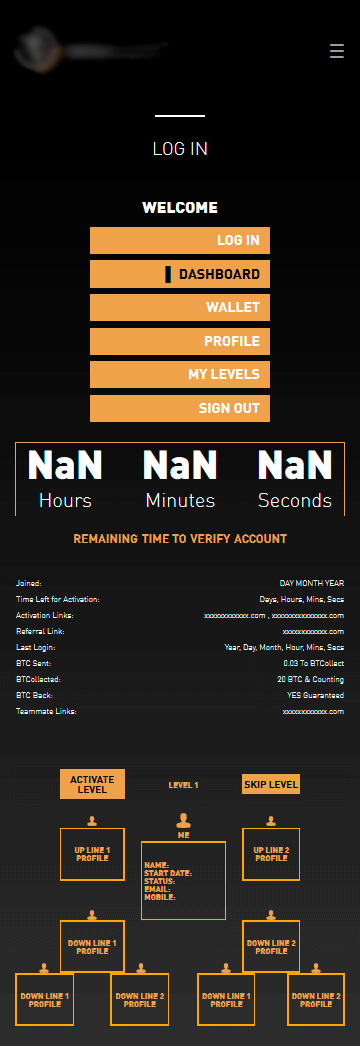 LOG IN
WELCOME
LOG IN
DASHBOARD
WALLET
PROFILE
MY LEVELS
SIGN OUT
NaN NaN NaN
Hours Minutes Seconds
REMAINING TIME TO VERIFY ACCOUNT
Joined: DAY MONTH YEAR
Time Left for Activation: Days, Hours, Mins, Secs
Activation Links: xxxxxxxxxxx.com , xxxxxxxxxxxxxx.com
Referral Link: xxxxxxxxxxx.com
Last Login: Year, Day, Month, Hour, Mins, Secs
BTC Sent: 0.03 To BTCollect
BTCollected: 20 BTC & Counting
BTC Back: YES Guaranteed
Teammate Links: xxxxxxxxxxx.com
ACTIVATE
LEVEL
LEVEL 1
SKIP LEVEL
ME
UP LINE 1
PROFILE
NAME:
START DATE:
STATUS:
EMAIL:
MOBILE:
UP LINE 2
PROFILE
DOWN LINE 1
PROFILE
DOWN LINE 2
PROFILE
DOWN LINE 1
PROFILE
DOWN LINE 2
PROFILE
DOWN LINE 1
PROFILE
DOWN LINE 2
PROFILE